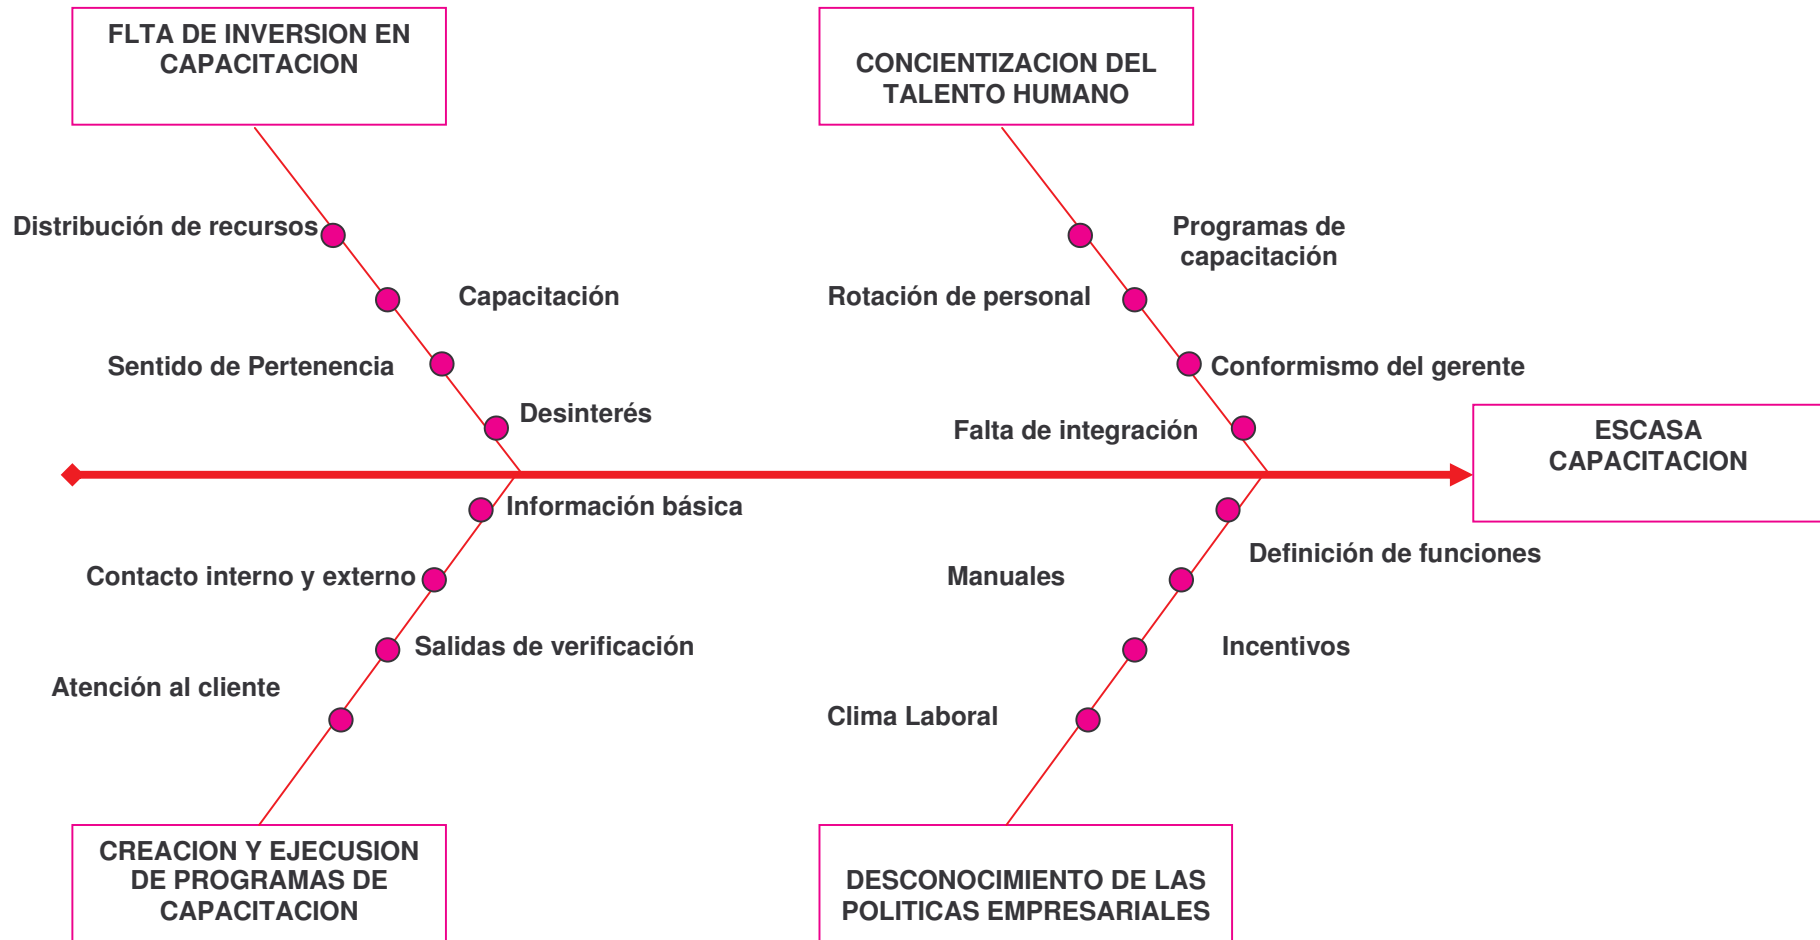 FLTA DE INVERSION EN
CAPACITACION
CONCIENTIZACION DEL
TALENTO HUMANO
Distribución de recursos
Programas de
capacitación
Capacitación
Rotación de personal
Sentido de Pertenencia
Conformismo del gerente
Desinterés
Falta de integración
ESCASA
CAPACITACION
Información básica
Definición de funciones
Contacto interno y externo
Manuales
Salidas de verificación
Incentivos
Atención al cliente
Clima Laboral
CREACION Y EJECUSION
DE PROGRAMAS DE
CAPACITACION
DESCONOCIMIENTO DE LAS
POLITICAS EMPRESARIALES